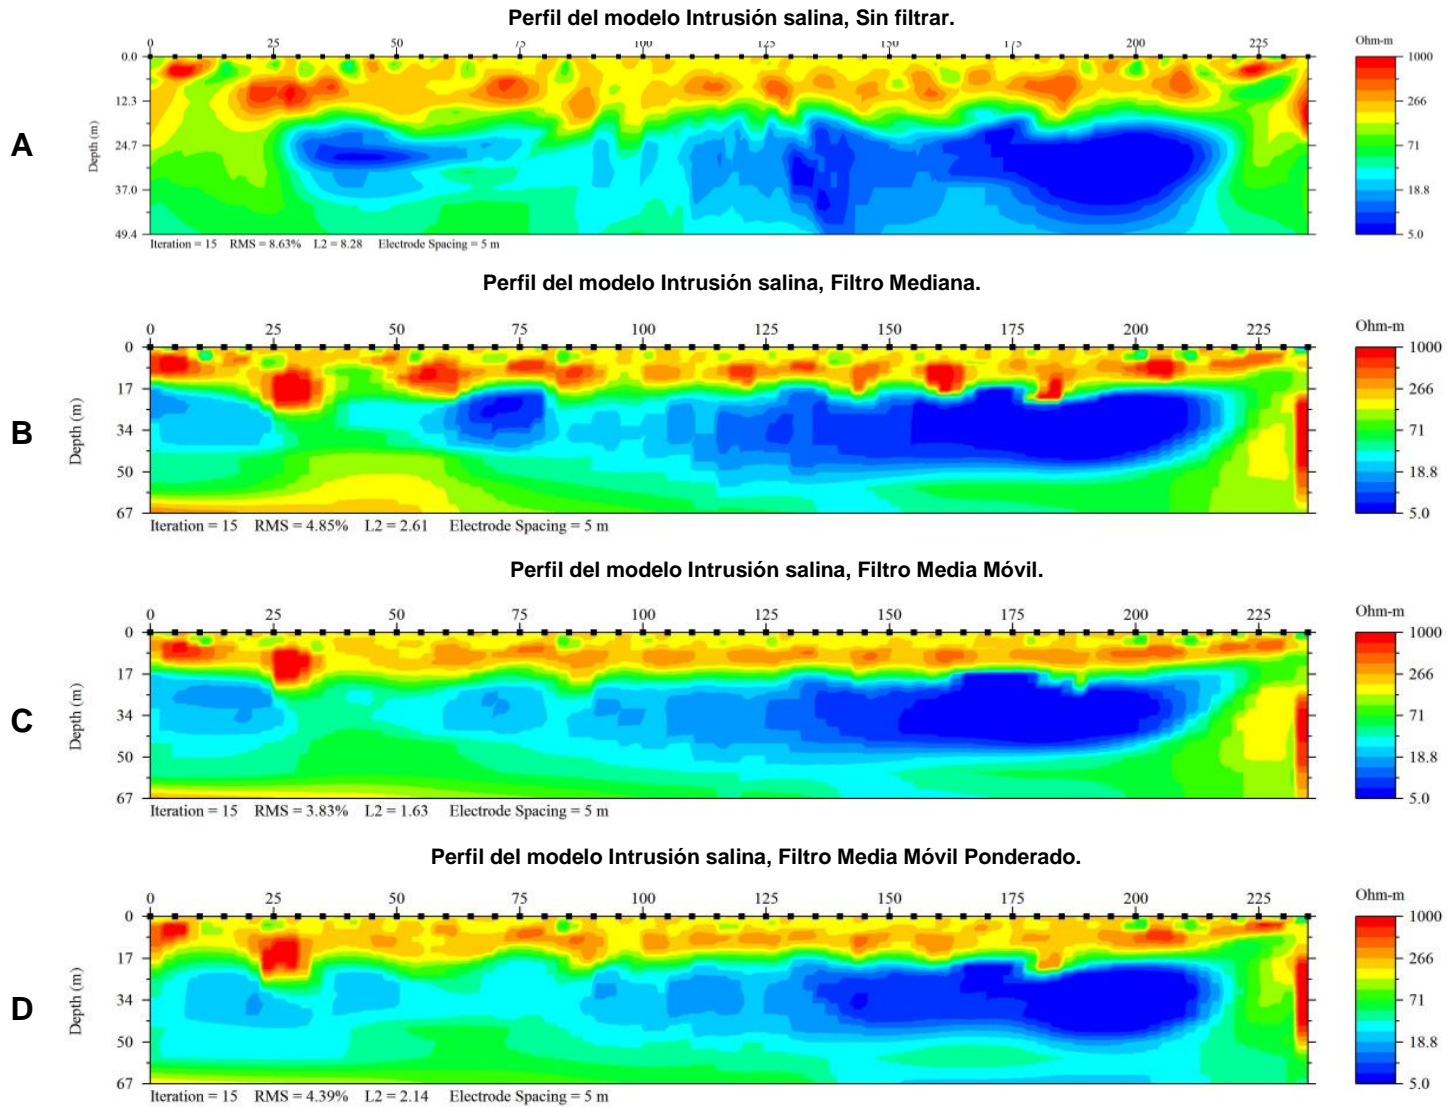 Perfil del modelo Intrusión salina, Sin filtrar.
0 25 50 75 100 125 150 175 200 225
Ohm-m
A
Depth (m)
0.0
12.3
24.7
37.0
49.4
1000
266
71
18.8
5.0
Iteration = 15 RMS = 8.63% L2 = 8.28 Electrode Spacing = 5 m
Perfil del modelo Intrusión salina, Filtro Mediana.
0 25 50 75 100 125 150 175 200 225
Ohm-m
B
Depth (m)
0
17
34
50
67
1000
266
71
18.8
5.0
Iteration = 15 RMS = 4.85% L2 = 2.61 Electrode Spacing = 5 m
Perfil del modelo Intrusión salina, Filtro Media Móvil.
0 25 50 75 100 125 150 175 200 225
Ohm-m
C
Depth (m)
0
17
34
50
67
1000
266
71
18.8
5.0
Iteration = 15 RMS = 3.83% L2 = 1.63 Electrode Spacing = 5 m
Perfil del modelo Intrusión salina, Filtro Media Móvil Ponderado.
0 25 50 75 100 125 150 175 200 225
Ohm-m
D
Depth (m)
0
17
34
50
67
1000
266
71
18.8
5.0
Iteration = 15 RMS = 4.39% L2 = 2.14 Electrode Spacing = 5 m